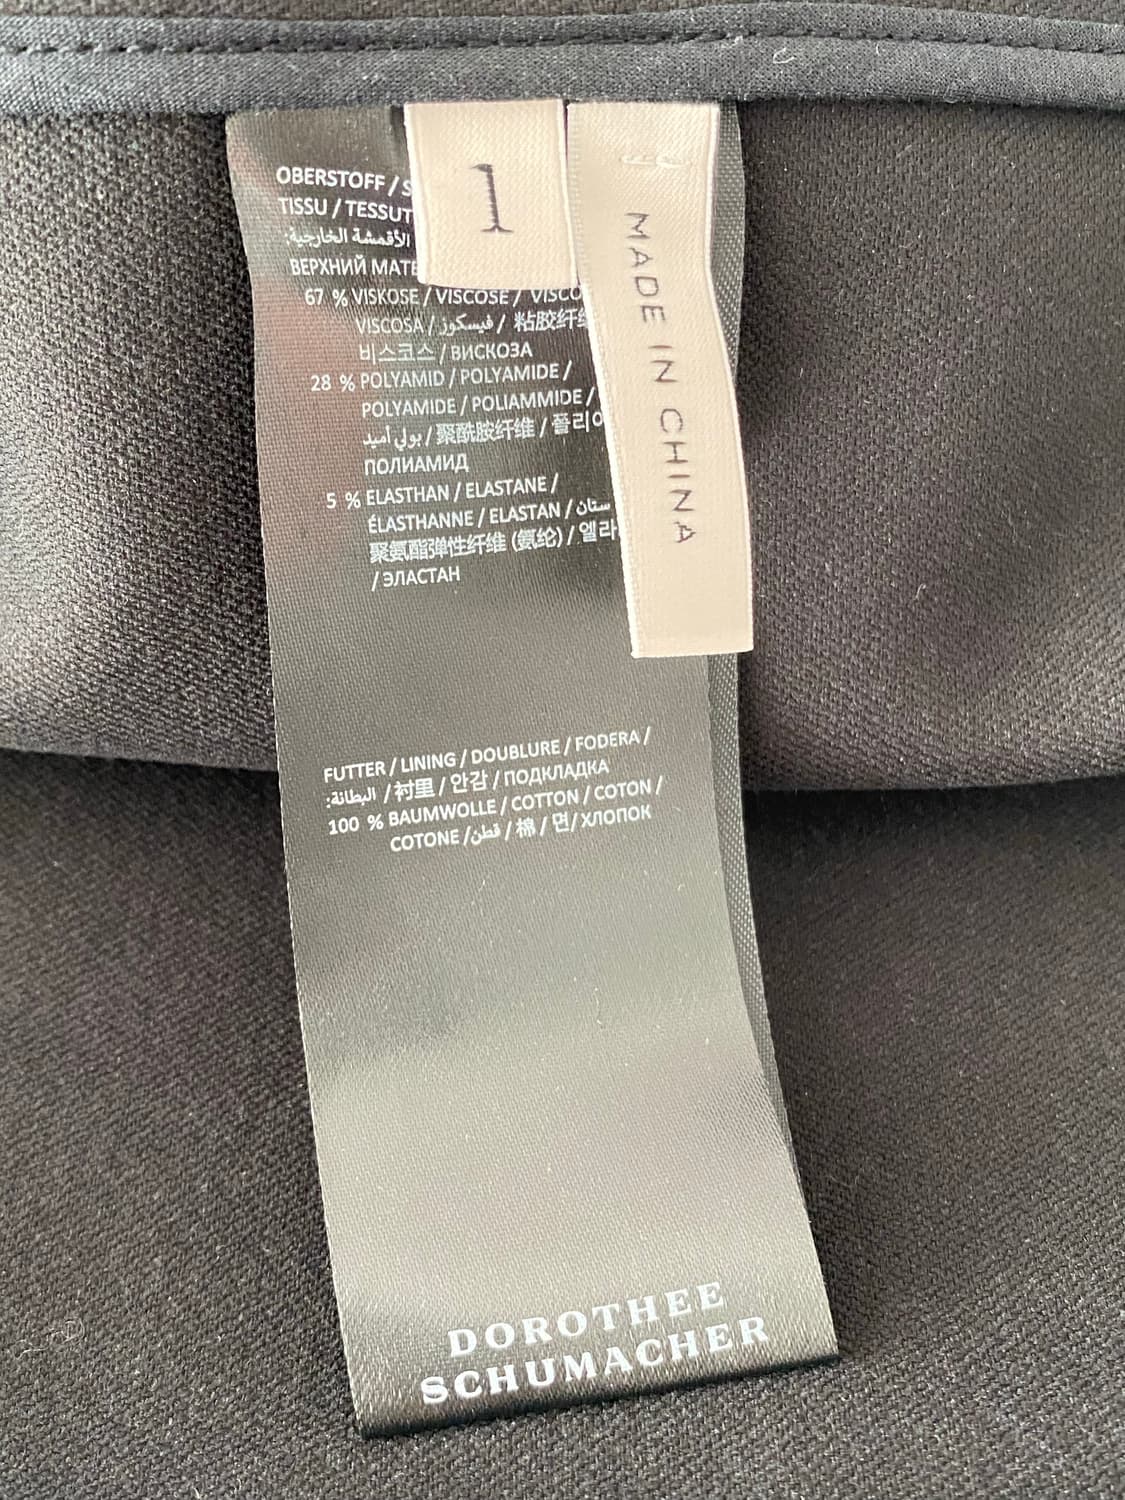 OBERSTOFF / S
TISSU / TESSUT
الأقمشة الخارجية:
ВЕРХНИЙ МАТЕ
67 % VISKOSE / VISCOSE / VISCO
VISCOSA / فيسكوز / 粘胶纤
비스코스 / ВИСКОЗА
28 % POLYAMID / POLYAMIDE /
POLYAMIDE / POLIAMMIDE /
بولي أميد / 聚酰胺纤维 / 폴리아
ПОЛИАМИД
5 % ELASTHAN / ELASTANE /
ÉLASTHANNE / ELASTAN / ستان
聚氨酯弹性纤维 (氨纶) / 엘라
/ ЭЛАСТАН
1
MADE IN CHINA
FUTTER / LINING / DOUBLURE / FODERA /
البطانة: / 衬里 / 안감 / ПОДКЛАДКА
100 % BAUMWOLLE / COTTON / COTON /
COTONE / قطن / 棉 / 면 / ХЛОПОК
DOROTHEE
SCHUMACHER